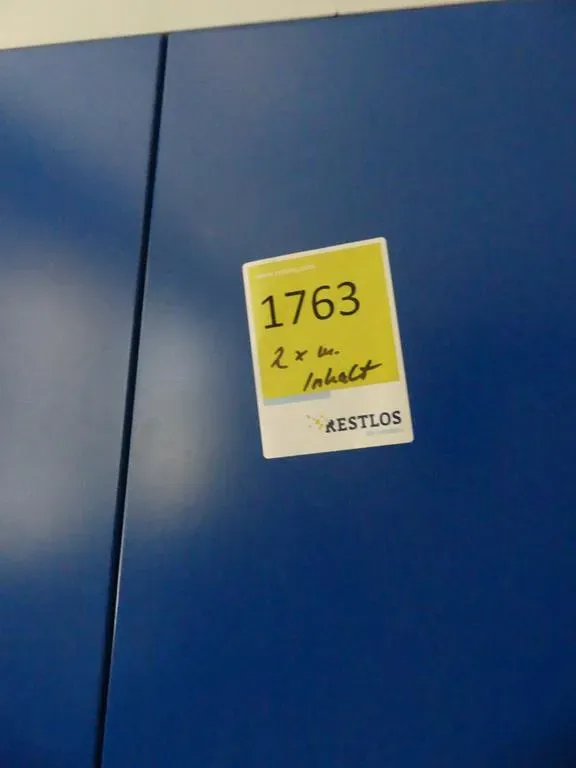 1763
2 x m.
Inhalt
RESTLOS